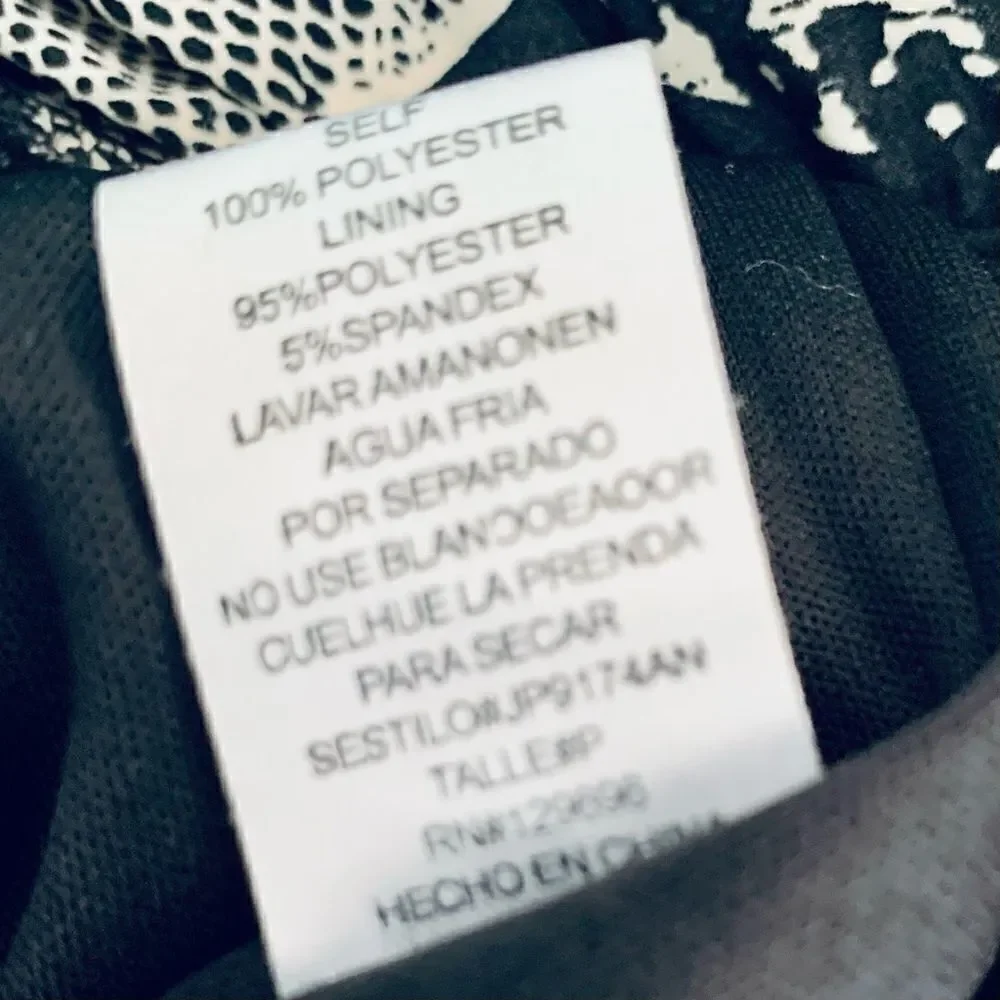 SELF
100% POLYESTER
LINING
95%POLYESTER
5%SPANDEX
LAVAR AMANONEN
AGUA FRIA
POR SEPARADO
NO USE BLANDOEADOR
CUELHUE LA PRENDA
PARA SECAR
SESTILO#JP9174AN
TALLE#P
RN#129696
HECHO EN CHINA